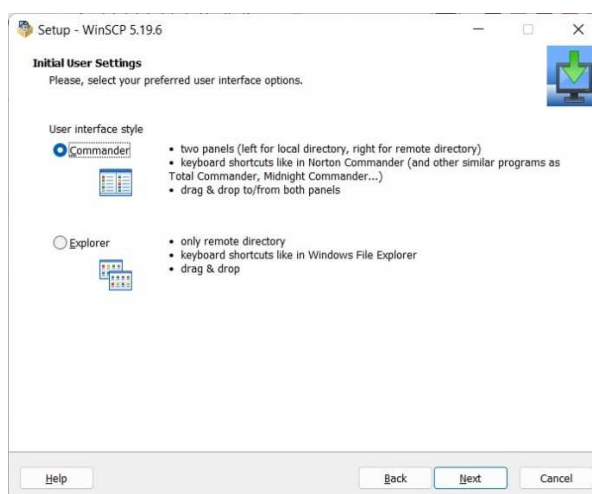 Setup - WinSCP 5.19.6
Initial User Settings
Please, select your preferred user interface options.
User interface style
Commander
• two panels (left for local directory, right for remote directory)
• keyboard shortcuts like in Norton Commander (and other similar programs as
Total Commander, Midnight Commander...)
• drag & drop to/from both panels
Explorer
• only remote directory
• keyboard shortcuts like in Windows File Explorer
• drag & drop
Help
Back
Next
Cancel